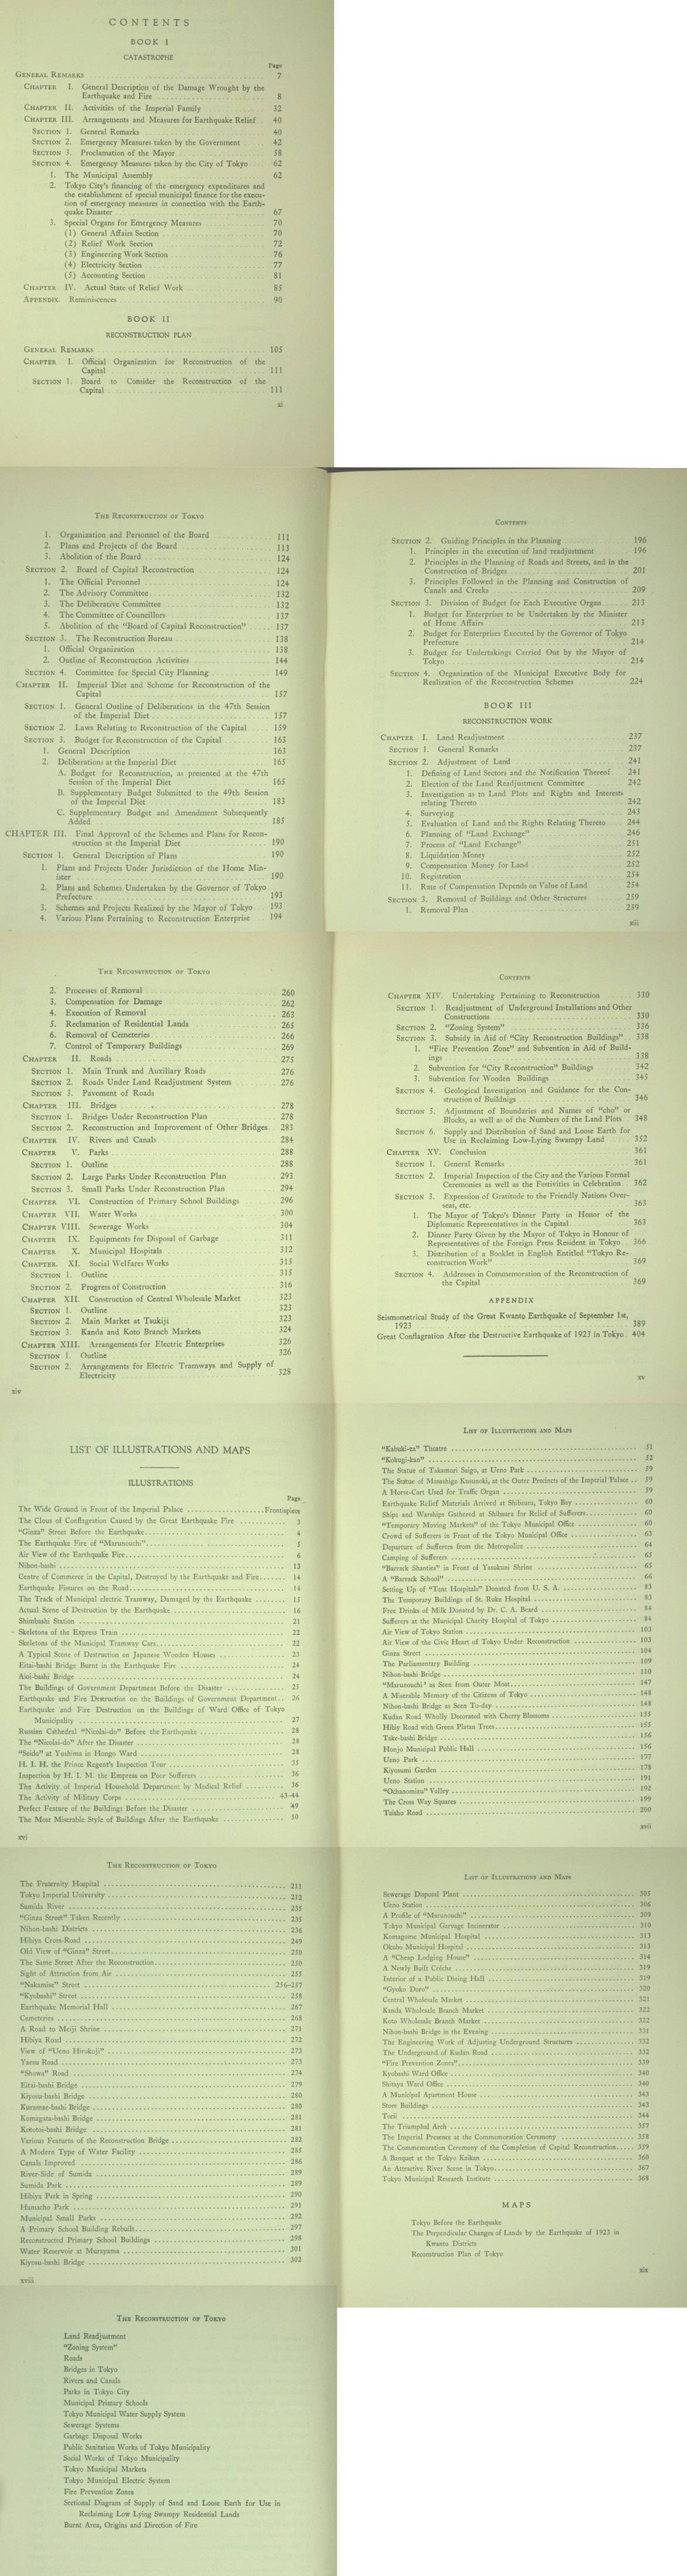 CONTENTS
BOOK I
CATASTROPHE
Page
GENERAL REMARKS 7
CHAPTER I. General Description of the Damage Wrought by the
Earthquake and Fire 8
CHAPTER II. Activities of the Imperial Family 32
CHAPTER III. Arrangements and Measures for Earthquake Relief 40
SECTION 1. General Remarks 40
SECTION 2. Emergency Measures taken by the Government 42
SECTION 3. Proclamation of the Mayor 58
SECTION 4. Emergency Measures taken by the City of Tokyo 62
1. The Municipal Assembly 62
2. Tokyo City's financing of the emergency expenditures and
the establishment of special municipal finance for the execu-
tion of emergency measures in connection with the Earth-
quake Disaster 67
3. Special Organs for Emergency Measures 70
(1) General Affairs Section 70
(2) Relief Work Section 72
(3) Engineering Work Section 76
(4) Electricity Section 77
(5) Accounting Section 81
CHAPTER IV. Actual State of Relief Work 85
APPENDIX. Reminiscences 90
BOOK II
RECONSTRUCTION PLAN
GENERAL REMARKS 105
CHAPTER I. Official Organization for Reconstruction of the
Capital 111
SECTION 1. Board to Consider the Reconstruction of the
Capital 111
xi
THE RECONSTRUCTION OF TOKYO
1. Organization and Personnel of the Board 111
2. Plans and Projects of the Board 113
3. Abolition of the Board 124
SECTION 2. Board of Capital Reconstruction 124
1. The Official Personnel 124
2. The Advisory Committee 132
3. The Deliberative Committee 132
4. The Committee of Councillors 137
5. Abolition of the "Board of Capital Reconstruction" 137
SECTION 3. The Reconstruction Bureau 138
1. Official Organization 138
2. Outline of Reconstruction Activities 144
SECTION 4. Committee for Special City Planning 149
CHAPTER II. Imperial Diet and Scheme for Reconstruction of the
Capital 157
SECTION 1. General Outline of Deliberations in the 47th Session
of the Imperial Diet 157
SECTION 2. Laws Relating to Reconstruction of the Capital 159
SECTION 3. Budget for Reconstruction of the Capital 163
1. General Description 163
2. Deliberations at the Imperial Diet 165
A. Budget for Reconstruction, as presented at the 47th
Session of the Imperial Diet 165
B. Supplementary Budget Submitted to the 49th Session
of the Imperial Diet 183
C. Supplementary Budget and Amendment Subsequently
Added 185
CHAPTER III. Final Approval of the Schemes and Plans for Recon-
struction at the Imperial Diet 190
SECTION 1. General Description of Plans 190
1. Plans and Projects Under Jurisdiction of the Home Min-
ister 190
2. Plans and Schemes Undertaken by the Governor of Tokyo
Prefecture 193
3. Schemes and Projects Realized by the Mayor of Tokyo 193
4. Various Plans Pertaining to Reconstruction Enterprise 194
CONTENTS
SECTION 2. Guiding Principles in the Planning 196
1. Principles in the execution of land readjustment 196
2. Principles in the Planning of Roads and Streets, and in the
Construction of Bridges 201
3. Principles Followed in the Planning and Construction of
Canals and Creeks 209
SECTION 3. Division of Budget for Each Executive Organ 213
1. Budget for Enterprises to be Undertaken by the Minister
of Home Affairs 213
2. Budget for Enterprises Executed by the Governor of Tokyo
Prefecture 214
3. Budget for Undertakings Carried Out by the Mayor of
Tokyo 214
SECTION 4. Organization of the Municipal Executive Body for
Realization of the Reconstruction Schemes 224
BOOK III
RECONSTRUCTION WORK
CHAPTER I. Land Readjustment 237
SECTION 1. General Remarks 237
SECTION 2. Adjustment of Land 241
1. Defining of Land Sectors and the Notification Thereof 241
2. Election of the Land Readjustment Committee 242
3. Investigation as to Land Plots and Rights and Interests
relating Thereto 242
4. Surveying 243
5. Evaluation of Land and the Rights Relating Thereto 244
6. Planning of "Land Exchange" 246
7. Process of "Land Exchange" 251
8. Liquidation Money 252
9. Compensation Money for Land 252
10. Registration 254
11. Rate of Compensation Depends on Value of Land 254
SECTION 3. Removal of Buildings and Other Structures 259
1. Removal Plan 259
xiii
THE RECONSTRUCTION OF TOKYO
2. Processes of Removal 260
3. Compensation for Damage 262
4. Execution of Removal 263
5. Reclamation of Residential Lands 265
6. Removal of Cemeteries 266
7. Control of Temporary Buildings 269
CHAPTER II. Roads 275
SECTION 1. Main Trunk and Auxiliary Roads 276
SECTION 2. Roads Under Land Readjustment System 276
SECTION 3. Pavement of Roads
CHAPTER III. Bridges 278
SECTION 1. Bridges Under Reconstruction Plan 278
SECTION 2. Reconstruction and Improvement of Other Bridges 283
CHAPTER IV. Rivers and Canals 284
CHAPTER V. Parks 288
SECTION 1. Outline 288
SECTION 2. Large Parks Under Reconstruction Plan 293
SECTION 3. Small Parks Under Reconstruction Plan 294
CHAPTER VI. Construction of Primary School Buildings 296
CHAPTER VII. Water Works 300
CHAPTER VIII. Sewerage Works 304
CHAPTER IX. Equipments for Disposal of Garbage 311
CHAPTER X. Municipal Hospitals 312
CHAPTER. XI. Social Welfares Works 315
SECTION 1. Outline 315
SECTION 2. Progress of Construction 316
CHAPTER XII. Construction of Central Wholesale Market 323
SECTION 1. Outline 323
SECTION 2. Main Market at Tsukiji 323
SECTION 3. Kanda and Koto Branch Markets 324
CHAPTER XIII. Arrangements for Electric Enterprises 326
SECTION 1. Outline 326
SECTION 2. Arrangements for Electric Tramways and Supply of
Electricity 328
xiv
CONTENTS
CHAPTER XIV. Undertaking Pertaining to Reconstruction 330
SECTION 1. Readjustment of Underground Installations and Other
Constructions 330
SECTION 2. "Zoning System" 336
SECTION 3. Subsidy in Aid of "City Reconstruction Buildings" 338
1. "Fire Prevention Zone" and Subvention in Aid of Build-
ings 338
2. Subvention for "City Reconstruction" Buildings 342
3. Subvention for Wooden Buildings 345
SECTION 4. Geological Investigation and Guidance for the Con-
struction of Buildnigs 346
SECTION 5. Adjustment of Boundaries and Names of "cho" or
Blocks, as well as of the Numbers of the Land Plots 348
SECTION 6. Supply and Distribution of Sand and Loose Earth for
Use in Reclaiming Low-Lying Swampy Land 352
CHAPTER XV. Conclusion 361
SECTION 1. General Remarks 361
SECTION 2. Imperial Inspection of the City and the Various Formal
Ceremonies as well as the Festivities in Celebration 362
SECTION 3. Expression of Gratitude to the Friendly Nations Over-
seas, etc. 363
1. The Mayor of Tokyo's Dinner Party in Honor of the
Diplomatic Representatives in the Capital 363
2. Dinner Party Given by the Mayor of Tokyo in Honour of
Representatives of the Foreign Press Resident in Tokyo 366
3. Distribution of a Booklet in English Entitled "Tokyo Re-
construction Work" 369
SECTION 4. Addresses in Commemoration of the Reconstruction of
the Capital 369
APPENDIX
Seismometrical Study of the Great Kwanto Earthquake of September 1st,
1923 389
Great Conflagration After the Destructive Earthquake of 1923 in Tokyo 404
xv
LIST OF ILLUSTRATIONS AND MAPS
ILLUSTRATIONS
Page
The Wide Ground in Front of the Imperial Palace Frontispiece
The Clous of Conflagration Caused by the Great Earthquake Fire 3
"Ginza" Street Before the Earthquake 4
The Earthquake Fire of "Marunouchi" 5
Air View of the Earthquake Fire 6
Nihon-bashi 13
Centre of Commerce in the Capital, Destroyed by the Earthquake and Fire 14
Earthquake Fissures on the Road 14
The Track of Municipal electric Tramway, Damaged by the Earthquake 15
Actual Scene of Destruction by the Earthquake 16
Shimbashi Station 21
Skeletons of the Express Train 22
Skeletons of the Municipal Tramway Cars 22
A Typical Scene of Destruction on Japanese Wooden Houses 23
Eitai-bashi Bridge Burnt in the Earthquake Fire 24
Aioi-bashi Bridge 24
The Buildings of Government Department Before the Disaster 25
Earthquake and Fire Destruction on the Buildings of Government Department 26
Earthquake and Fire Destruction on the Buildings of Ward Office of Tokyo
Municipality 27
Russian Cathedral "Nicolai-do" Before the Earthquake 28
The "Nicolai-do" After the Disaster 28
"Seido" at Yushima in Hongo Ward 28
H. I. H. the Prince Regent's Inspection Tour 35
Inspection by H. I. M. the Empress on Poor Sufferers 36
The Activity of Imperial Household Department by Medical Relief 36
The Activity of Military Corps 43-44
Perfect Feature of the Buildings Before the Disaster 49
The Most Miserable Style of Buildings After the Earthquake 50
xvi
LIST OF ILLUSTRATIONS AND MAPS
"Kabuki-za" Theatre 51
"Kokugi-kan" 52
The Statue of Takamori Saigo, at Ueno Park 59
The Statue of Masashige Kusunoki, at the Outer Precincts of the Imperial Palace 59
A Horse-Cart Used for Traffic Organ 59
Earthquake Relief Materials Arrived at Shibaura, Tokyo Bay 60
Ships and Warships Gathered at Shibaura for Relief of Sufferers 60
"Temporary Moving Markets" of the Tokyo Municipal Office 60
Crowd of Sufferers in Front of the Tokyo Municipal Office 63
Departure of Sufferers from the Metropolice 64
Camping of Sufferers 65
"Barrack Shanties" in Front of Yasukuni Shrine 65
A "Barrack School" 66
Setting Up of "Tent Hospitals" Donated from U. S. A. 83
The Temporary Buildings of St. Ruke Hospital 83
Free Drinks of Milk Donated by Dr. C. A. Beard 84
Sufferers at the Municipal Charity Hospital of Tokyo 84
Air View of Tokyo Station 103
Air View of the Civic Heart of Tokyo Under Reconstruction 103
Ginza Street 104
The Parliamentary Building 109
Nihon-bashi Bridge 110
"Marunouchi" as Seen from Outer Moat 147
A Miserable Memory of the Citizens of Tokyo 148
Nihon-bashi Bridge as Seen To-day 148
Kudan Road Wholly Decorated with Cherry Blossoms 155
Hibiy Road with Green Platan Trees 155
Take-bashi Bridge 156
Honjo Municipal Public Hall 156
Ueno Park 177
Kiyosumi Garden 178
Ueno Station 191
"Ochanomizu" Valley 192
The Cross Way Squares 199
Taisho Road 200
xvii
THE RECONSTRUCTION OF TOKYO
The Fraternity Hospital 211
Tokyo Imperial University 212
Sumida River 235
"Ginza Street" Taken Recently 235
Nihon-bashi Districts 236
Hibiya Cross-Road 249
Old View of "Ginza" Street 250
The Same Street After the Reconstruction 250
Sight of Attraction from Air 255
"Nakamise" Street 256-257
"Kyobashi" Street 258
Earthquake Memorial Hall 267
Cemeteries 268
A Road to Meiji Shrine 271
Hibiya Road 272
View of "Ueno Hirokoji" 273
Yaesu Road 273
"Showa" Road 274
Eitai-bashi Bridge 279
Kiyosu-bashi Bridge 280
Kuramae-bashi Bridge 280
Komagata-bashi Bridge 281
Kototoi-bashi Bridge 281
Various Features of the Reconstruction Bridge 282
A Modern Type of Water Facility 285
Canals Improved 286
River-Side of Sumida 289
Sumida Park 289
Hibiya Park in Spring 290
Hamacho Park 291
Municipal Small Parks 292
A Primary School Building Rebuilt 297
Reconstructed Primary School Buildings 298
Water Reservoir at Murayama 301
Kiyosu-bashi Bridge 302
xviii
LIST OF ILLUSTRATIONS AND MAPS
Sewerage Disposal Plant 305
Ueno Station 306
A Profile of "Marunouchi" 309
Tokyo Municipal Garvage Incinerator 310
Komagome Municipal Hospital 313
Okubo Municipal Hospital 313
A "Cheap Lodging House" 314
A Newly Built Crèche 319
Interior of a Public Dining Hall 319
"Gyoko Doro" 320
Central Wholesale Market 321
Kanda Wholesale Branch Market 322
Koto Wholesale Branch Market 322
Nihon-bashi Bridge in the Evening 331
The Engineering Work of Adjusting Underground Structures 332
The Underground of Kudan Road 332
"Fire Prevention Zones" 339
Kyobashi Ward Office 340
Shitaya Ward Office 340
A Municipal Apartment House 343
Store Buildings 343
Torii 344
The Triumphal Arch 357
The Imperial Presence at the Commemoration Ceremony 358
The Commemoration Ceremony of the Completion of Capital Reconstruction 359
A Banquet at the Tokyo Kaikan 360
An Attractive River Scene in Tokyo 367
Tokyo Municipal Research Institute 368
MAPS
Tokyo Before the Earthquake
The Perpendicular Changes of Lands by the Earthquake of 1923 in
Kwanto Districts
Reconstruction Plan of Tokyo
xix
THE RECONSTRUCTION OF TOKYO
Land Readjustment
"Zoning System"
Roads
Bridges in Tokyo
Rivers and Canals
Parks in Tokyo City
Municipal Primary Schools
Tokyo Municipal Water Supply System
Sewerage Systems
Garbage Disposal Works
Public Sanitation Works of Tokyo Municipality
Social Works of Tokyo Municipality
Tokyo Municipal Markets
Tokyo Municipal Electric System
Fire Prevention Zones
Sectional Diagram of Supply of Sand and Loose Earth for Use in
Reclaiming Low Lying Swampy Residential Lands
Burnt Area, Origins and Direction of Fire